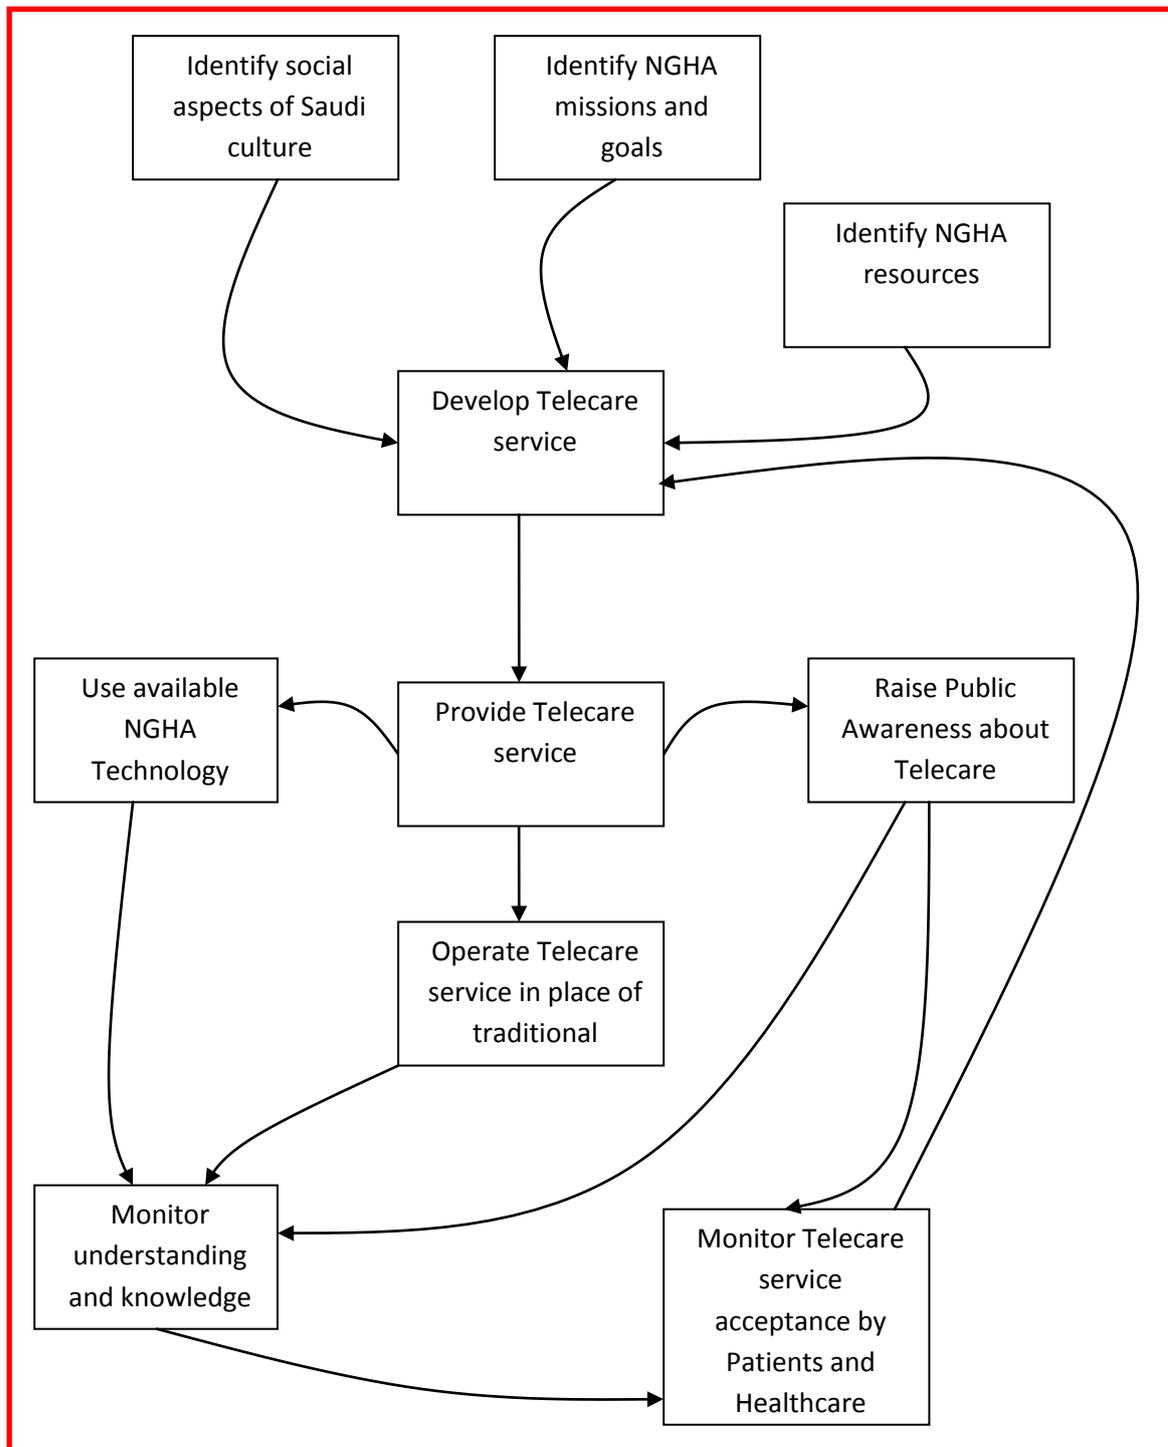 Identify social
aspects of Saudi
culture
Identify NGHA
missions and
goals
Identify NGHA
resources
Develop Telecare
service
Use available
NGHA
Technology
Provide Telecare
service
Raise Public
Awareness about
Telecare
Operate Telecare
service in place of
traditional
Monitor
understanding
and knowledge
Monitor Telecare
service
acceptance by
Patients and
Healthcare